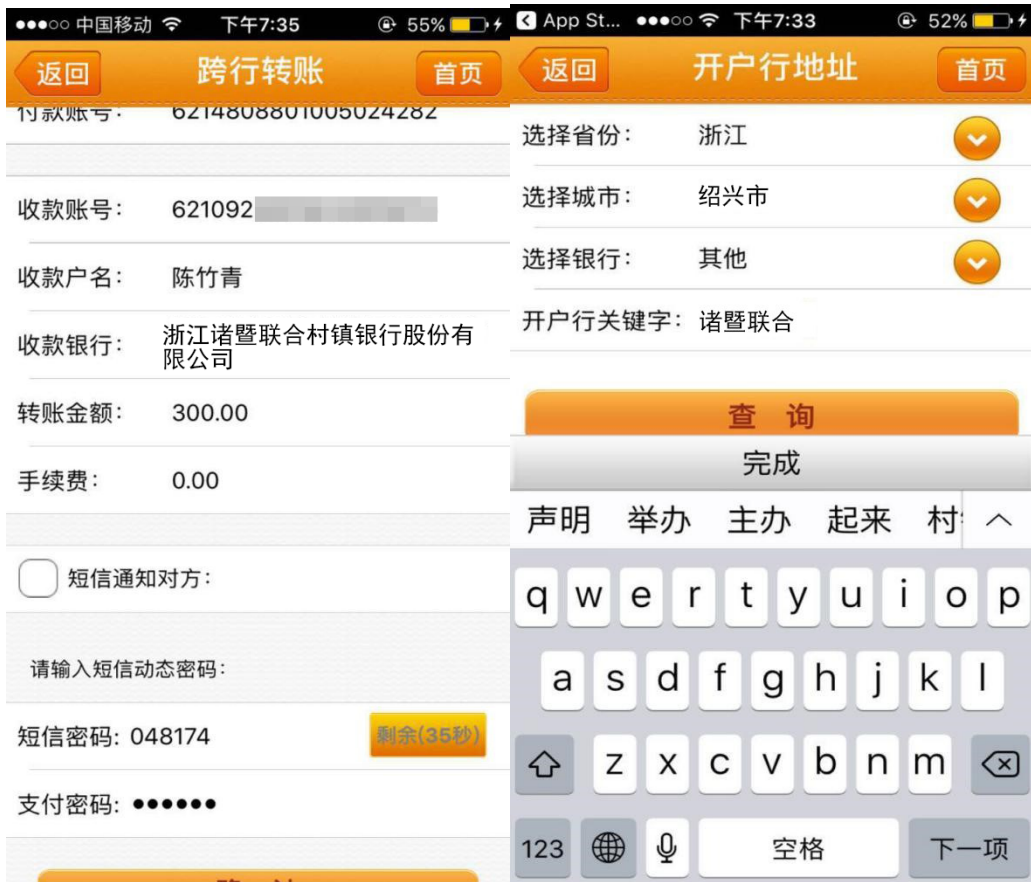 中国移动 下午7:35 55%
返回 跨行转账 首页
付款账号: 6214808801005024282
收款账号: 621092
收款户名: 陈竹青
收款银行: 浙江诸暨联合村镇银行股份有
限公司
转账金额: 300.00
手续费: 0.00
短信通知对方:
请输入短信动态密码:
短信密码: 048174 剩余(35秒)
支付密码: ●●●●●●
App St... 下午7:33 52%
返回 开户行地址 首页
选择省份: 浙江
选择城市: 绍兴市
选择银行: 其他
开户行关键字: 诸暨联合
查 询
完成
声明 举办 主办 起来 村
q w e r t y u i o p
a s d f g h j k l
z x c v b n m
123 空格 下一项